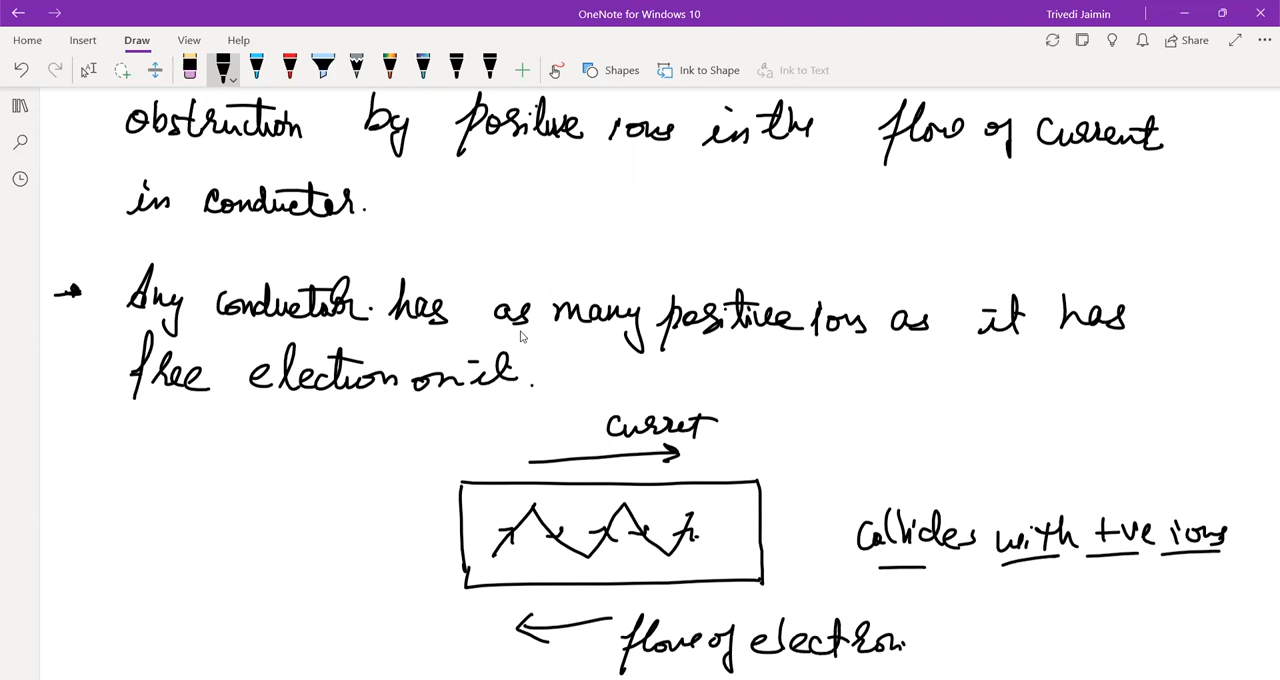 OneNote for Windows 10
Trivedi Jaimin
Home Insert Draw View Help
Share
Shapes Ink to Shape Ink to Text
obstruction by positive ions in the flow of current
in conductor.
Any conductor has as many positive ions as it has
free electron on it.
curret
collides with +ve ions
flow of electron